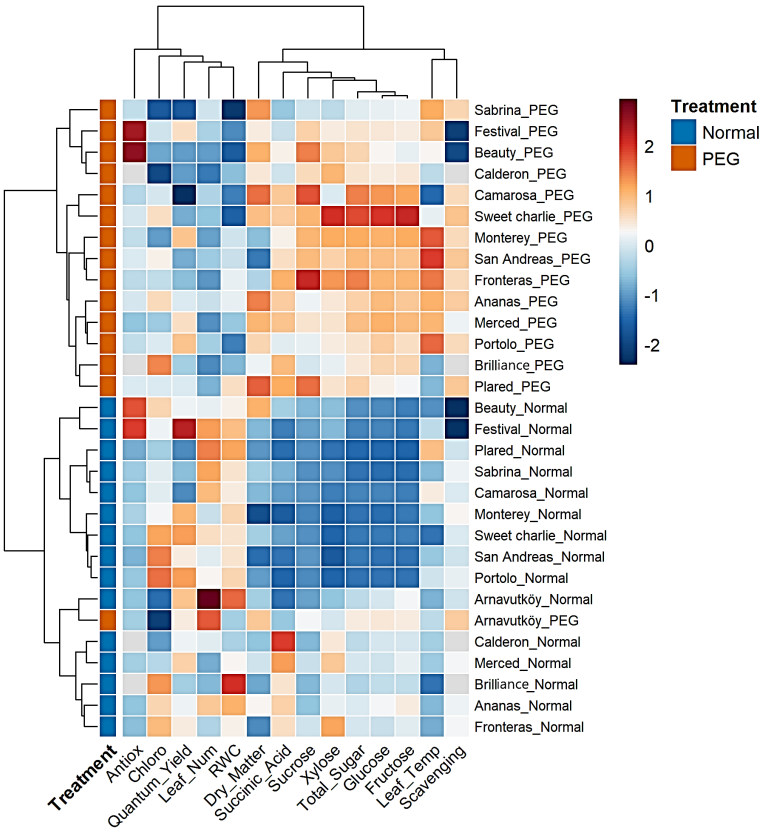 Sabrina_PEG
Festival_PEG
Beauty_PEG
Calderon_PEG
Camarosa_PEG
Sweet charlie_PEG
Monterey_PEG
San Andreas_PEG
Fronteras_PEG
Ananas_PEG
Merced_PEG
Portolo_PEG
Brilliance_PEG
Plared_PEG
Beauty_Normal
Festival_Normal
Plared_Normal
Sabrina_Normal
Camarosa_Normal
Monterey_Normal
Sweet charlie_Normal
San Andreas_Normal
Portolo_Normal
Arnavutköy_Normal
Arnavutköy_PEG
Calderon_Normal
Merced_Normal
Brilliance_Normal
Ananas_Normal
Fronteras_Normal
Treatment
Antiox
Chloro
Quantum_Yield
Leaf_Num
RWC
Dry_Matter
Succinic_Acid
Sucrose
Xylose
Total_Sugar
Glucose
Fructose
Leaf_Temp
Scavenging
2
1
0
-1
-2
Treatment
Normal
PEG